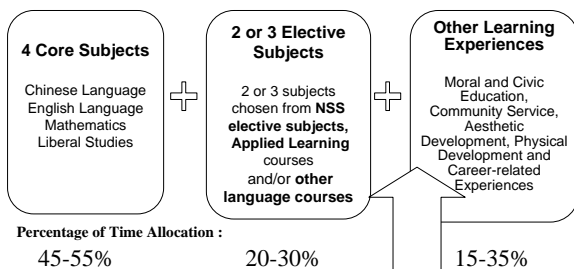 4 Core Subjects
Chinese Language
English Language
Mathematics
Liberal Studies
2 or 3 Elective
Subjects
2 or 3 subjects
chosen from NSS
elective subjects,
Applied Learning
courses
and/or other
language courses
Other Learning
Experiences
Moral and Civic
Education,
Community Service,
Aesthetic
Development, Physical
Development and
Career-related
Experiences
Percentage of Time Allocation :
45-55%
20-30%
15-35%